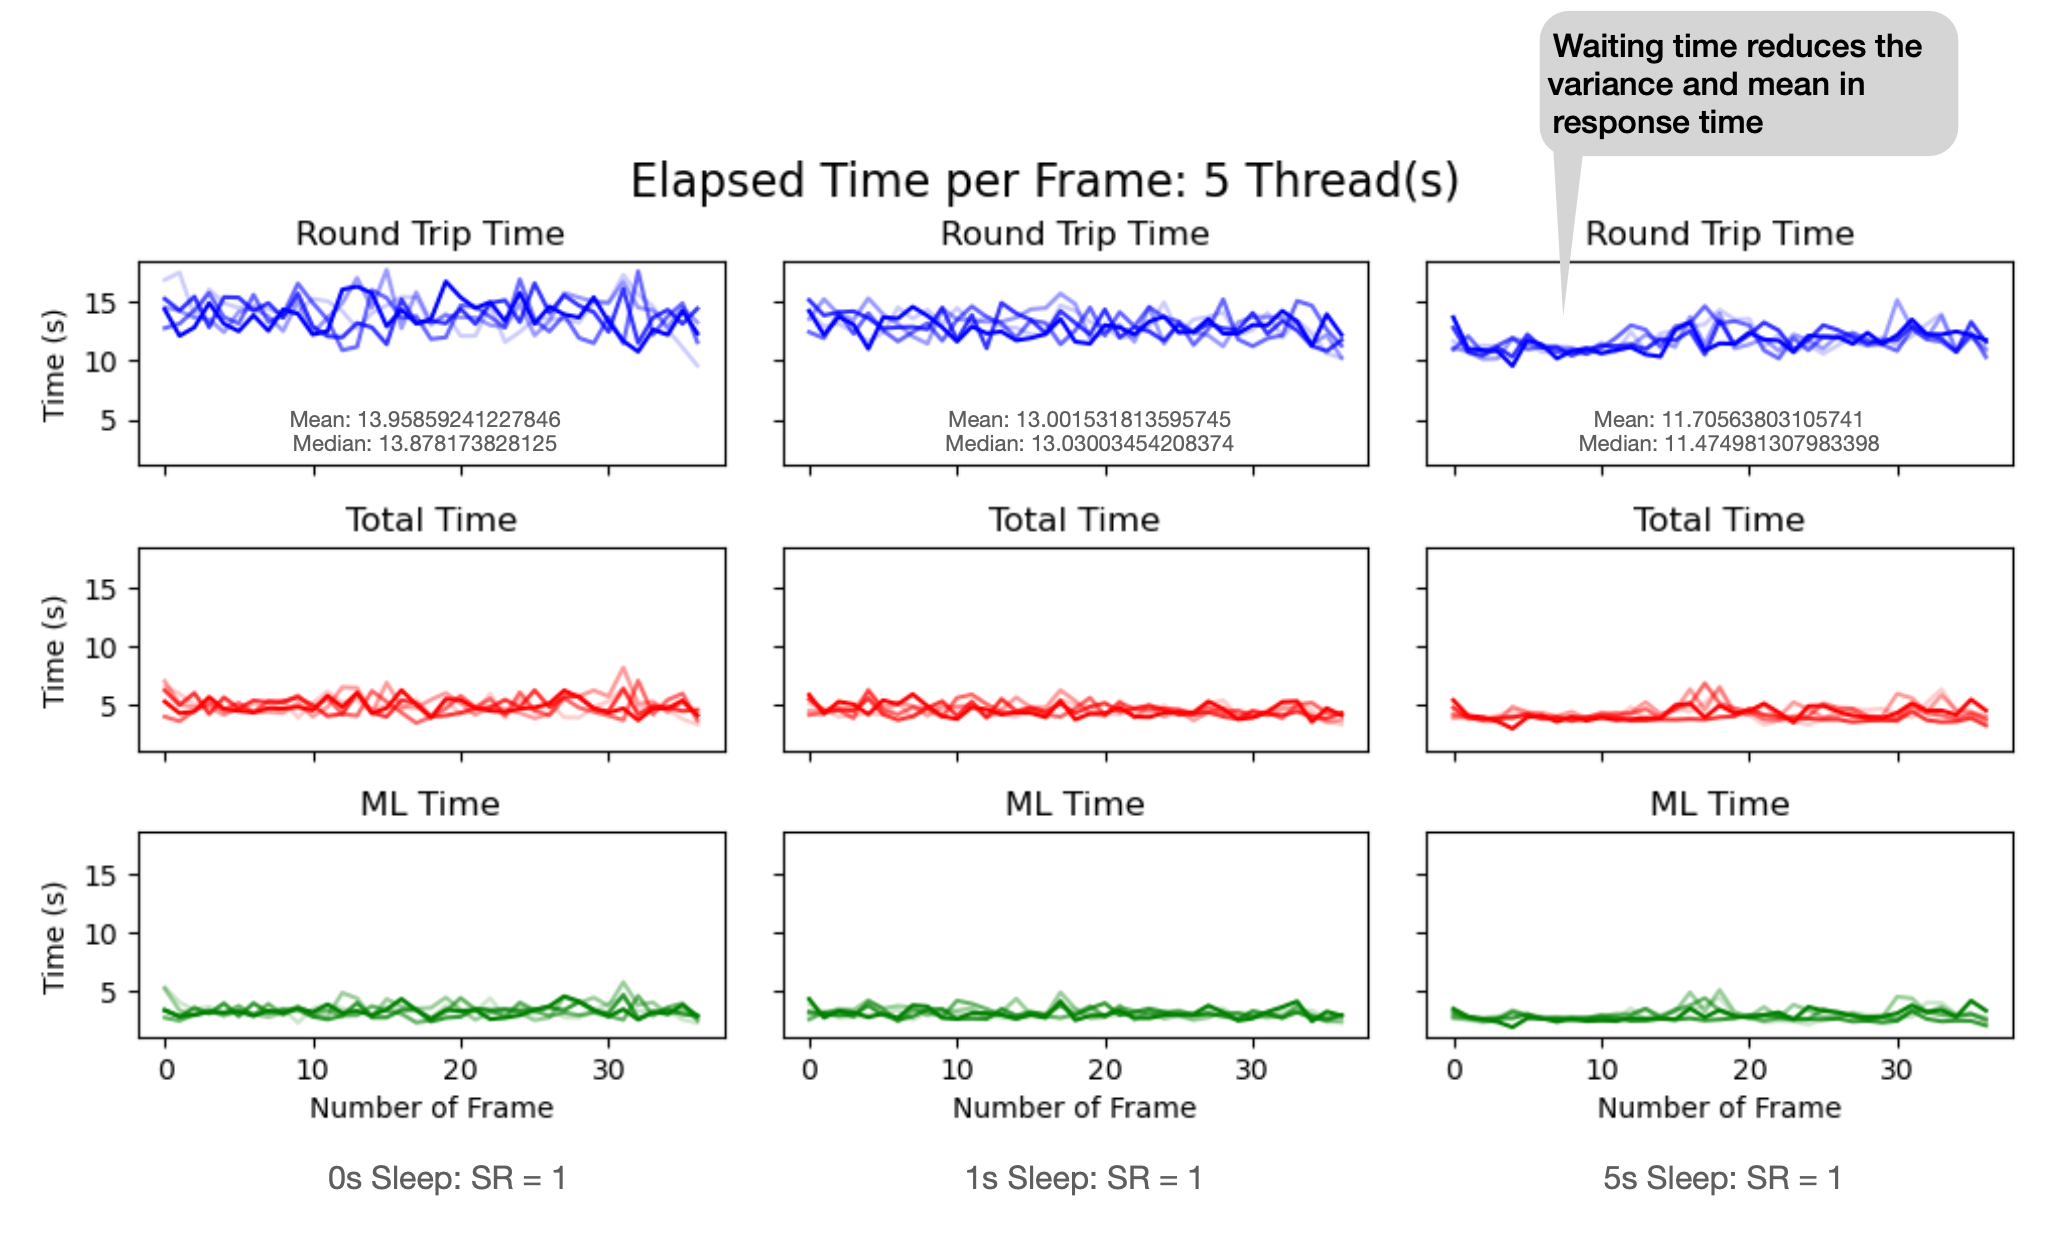 Waiting time reduces the
variance and mean in
response time
Elapsed Time per Frame: 5 Thread(s)
Round Trip Time
Round Trip Time
Round Trip Time
Time (s)
15
10
5
Mean: 13.95859241227846
Median: 13.878173828125
Mean: 13.001531813595745
Median: 13.03003454208374
Mean: 11.70563803105741
Median: 11.474981307983398
Total Time
Total Time
Total Time
Time (s)
15
10
5
ML Time
ML Time
ML Time
Time (s)
15
10
5
0 10 20 30
0 10 20 30
0 10 20 30
Number of Frame
Number of Frame
Number of Frame
0s Sleep: SR = 1
1s Sleep: SR = 1
5s Sleep: SR = 1